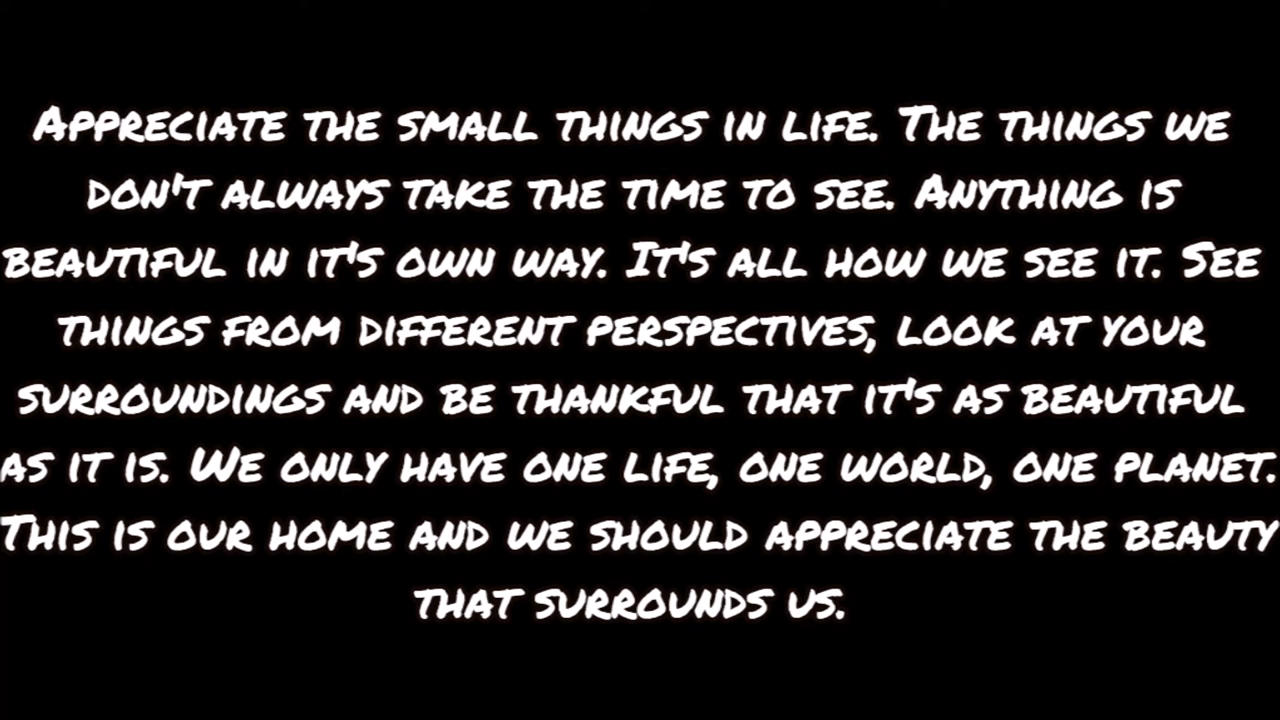 Appreciate the small things in life. The things we
don't always take the time to see. Anything is
beautiful in it's own way. It's all how we see it. See
things from different perspectives, look at your
surroundings and be thankful that it's as beautiful
as it is. We only have one life, one world, one planet.
This is our home and we should appreciate the beauty
that surrounds us.